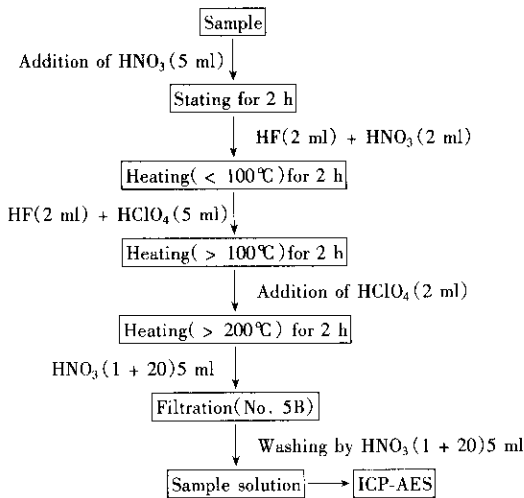 Sample
Addition of HNO₃(5 ml)
Stating for 2 h
HF(2 ml) + HNO₃(2 ml)
Heating( < 100℃)for 2 h
HF(2 ml) + HClO₄(5 ml)
Heating( > 100℃)for 2 h
Addition of HClO₄(2 ml)
Heating( > 200℃) for 2 h
HNO₃(1 + 20)5 ml
Filtration(No. 5B)
Washing by HNO₃(1 + 20)5 ml
Sample solution ICP-AES